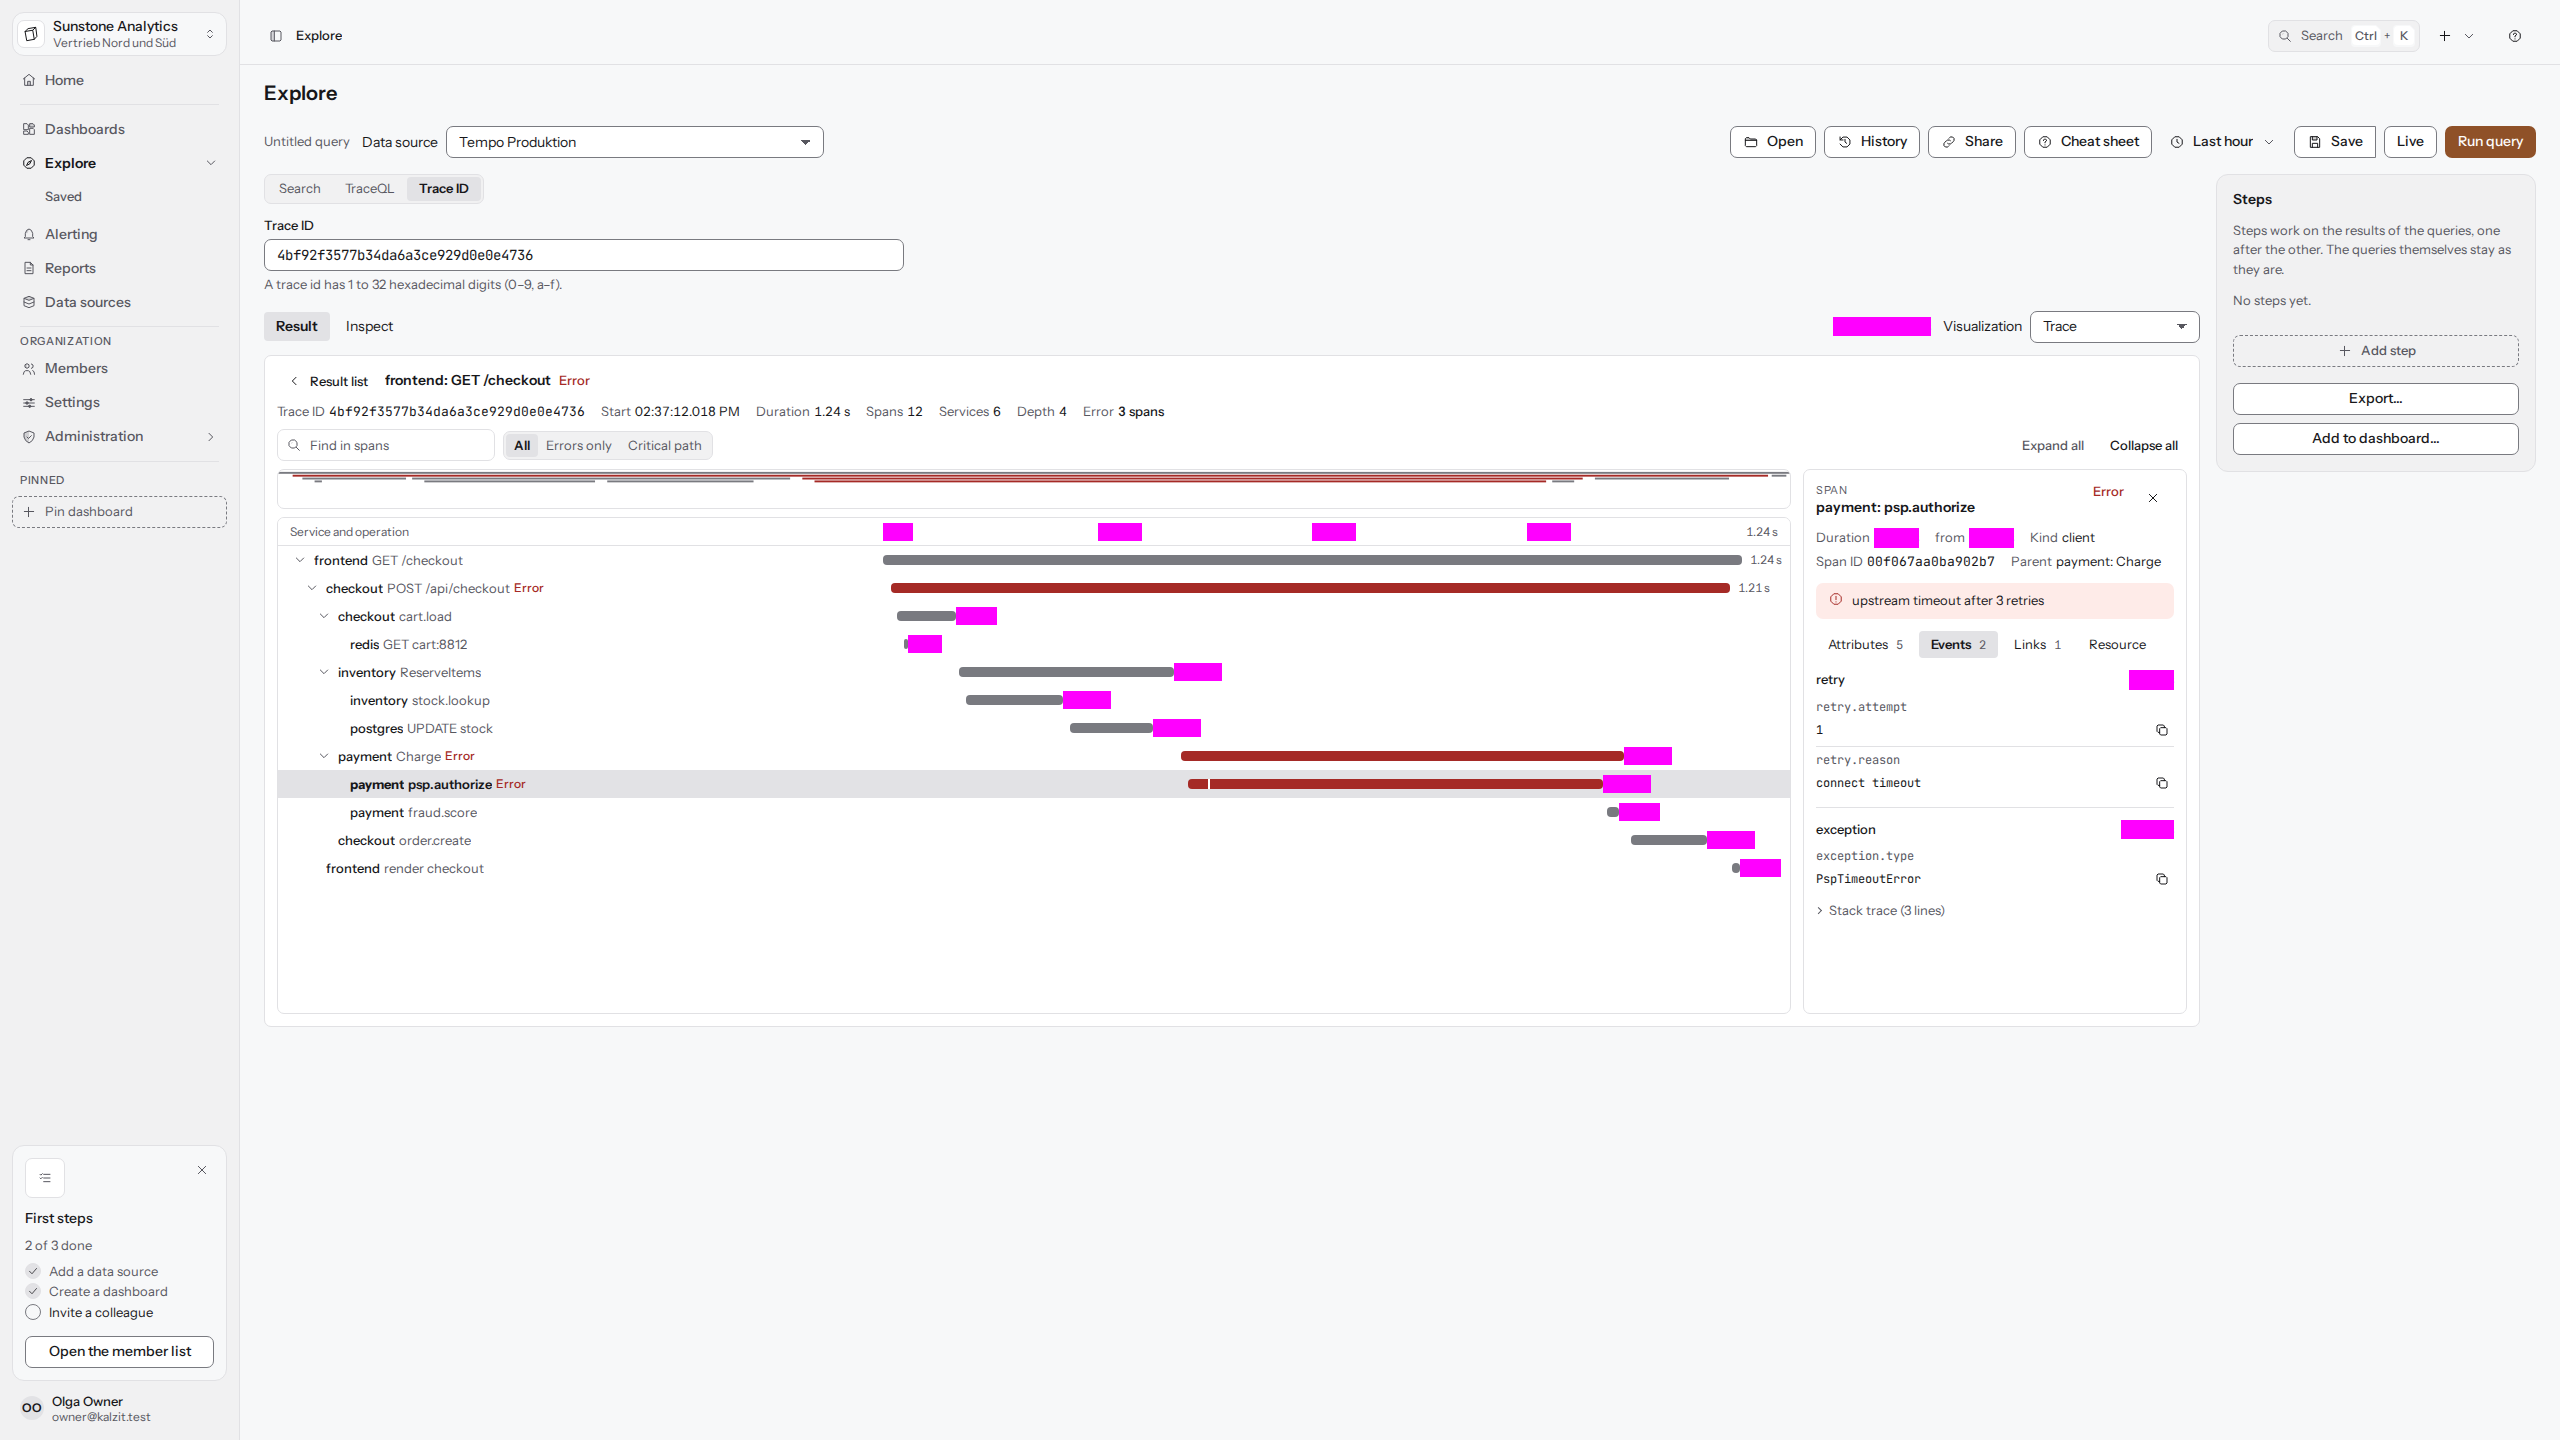 Sunstone Analytics
Vertrieb Nord und Süd
Home
Dashboards
Explore
Saved
Alerting
Reports
Data sources
ORGANIZATION
Members
Settings
Administration
PINNED
Pin dashboard
First steps
2 of 3 done
Add a data source
Create a dashboard
Invite a colleague
Open the member list
OO
Olga Owner
owner@kalzit.test
Explore
Search Ctrl + K
Explore
Untitled query Data source Tempo Produktion
Open History Share Cheat sheet Last hour Save Live Run query
Search TraceQL Trace ID
Trace ID
4bf92f3577b34da6a3ce929d0e0e4736
A trace id has 1 to 32 hexadecimal digits (0–9, a–f).
Result Inspect
Visualization Trace
Result list frontend: GET /checkout Error
Trace ID 4bf92f3577b34da6a3ce929d0e0e4736 Start 02:37:12.018 PM Duration 1.24 s Spans 12 Services 6 Depth 4 Error 3 spans
Find in spans All Errors only Critical path Expand all Collapse all
Service and operation 1.24 s
frontend GET /checkout 1.24 s
checkout POST /api/checkout Error 1.21 s
checkout cart.load
redis GET cart:8812
inventory ReserveItems
inventory stock.lookup
postgres UPDATE stock
payment Charge Error
payment psp.authorize Error
payment fraud.score
checkout order.create
frontend render checkout
SPAN
Error
payment: psp.authorize
Duration from Kind client
Span ID 00f067aa0ba902b7 Parent payment: Charge
upstream timeout after 3 retries
Attributes 5 Events 2 Links 1 Resource
retry
retry.attempt
1
retry.reason
connect timeout
exception
exception.type
PspTimeoutError
Stack trace (3 lines)
Steps
Steps work on the results of the queries, one
after the other. The queries themselves stay as
they are.
No steps yet.
Add step
Export...
Add to dashboard...